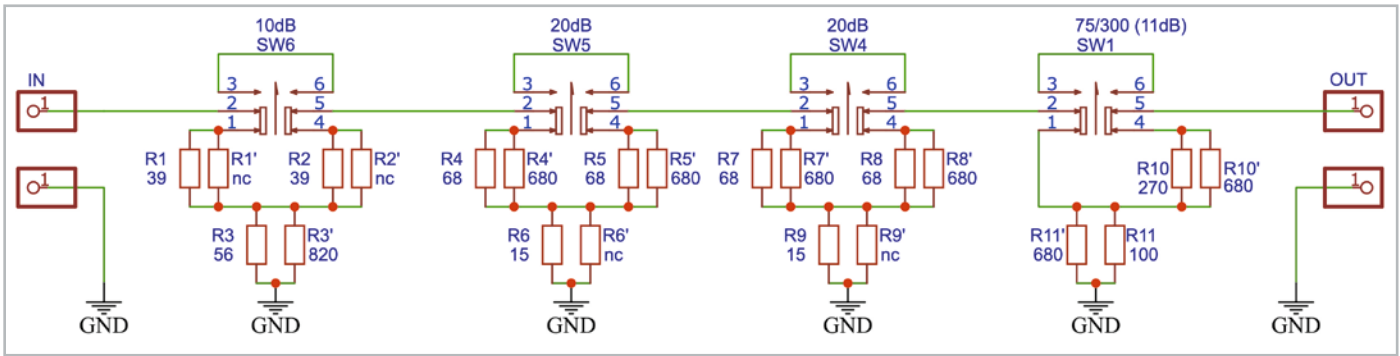 10dB
SW6
20dB
SW5
20dB
SW4
75/300 (11dB)
SW1
IN
OUT
3 6 3 6 3 6 3 6
1 2 5 2 5 2 5 2 5 1
1 4 1 4 1 4 1 4
R1 R1' R2 R2' R4 R4' R5 R5' R7 R7' R8 R8' R10 R10'
39 nc 39 nc 68 680 68 680 68 680 68 680 270 680
1 1
R3 R3' R6 R6' R9 R9' R11' R11
56 820 15 nc 15 nc 680 100
GND GND GND GND GND GND